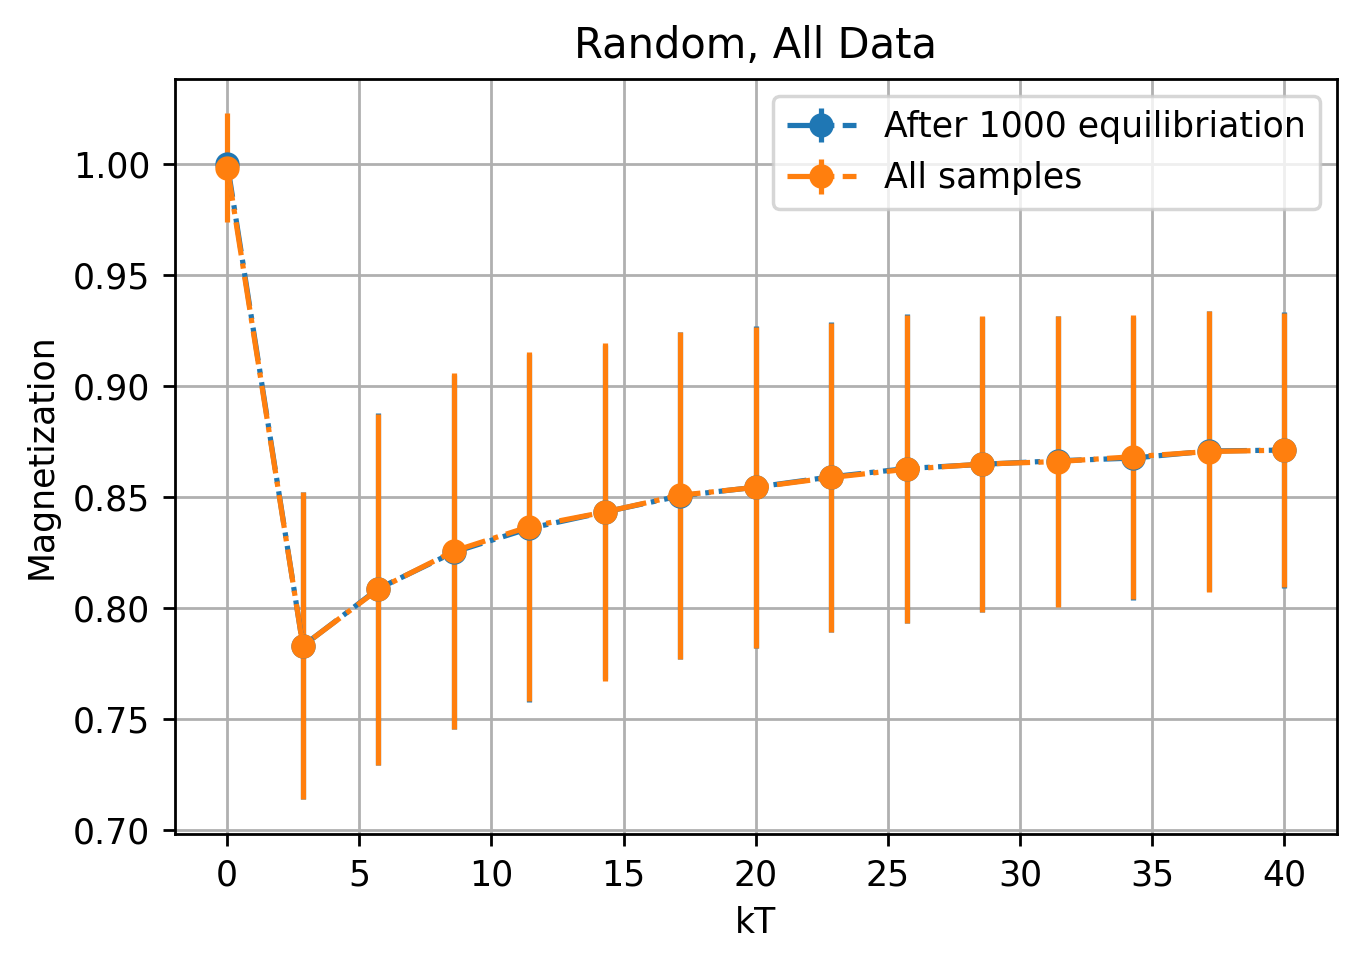 Random, All Data
After 1000 equilibriation
All samples
Magnetization
1.00
0.95
0.90
0.85
0.80
0.75
0.70
0 5 10 15 20 25 30 35 40
kT